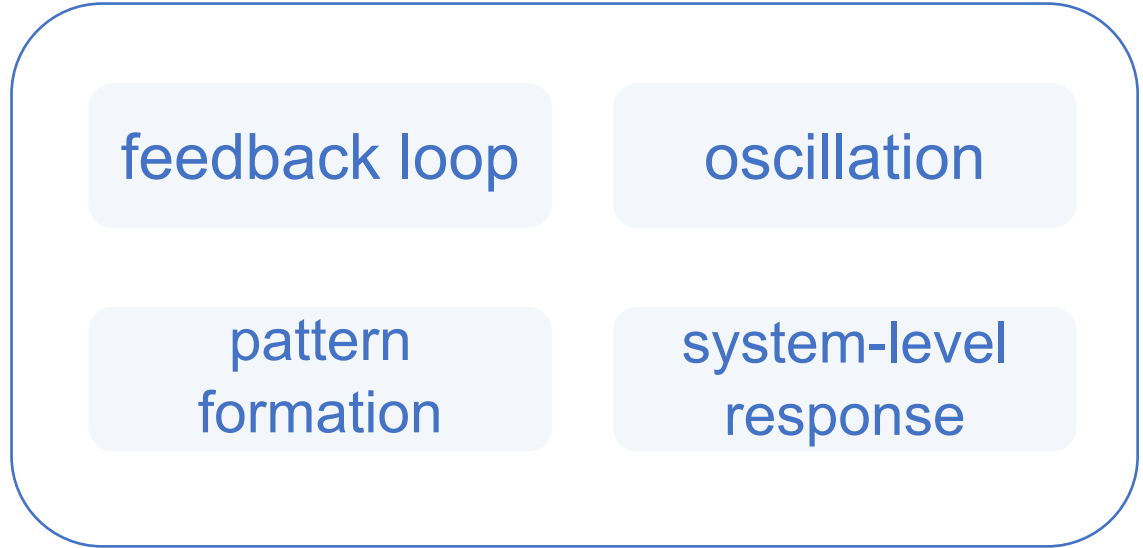 feedback loop
oscillation
pattern
formation
system-level
response